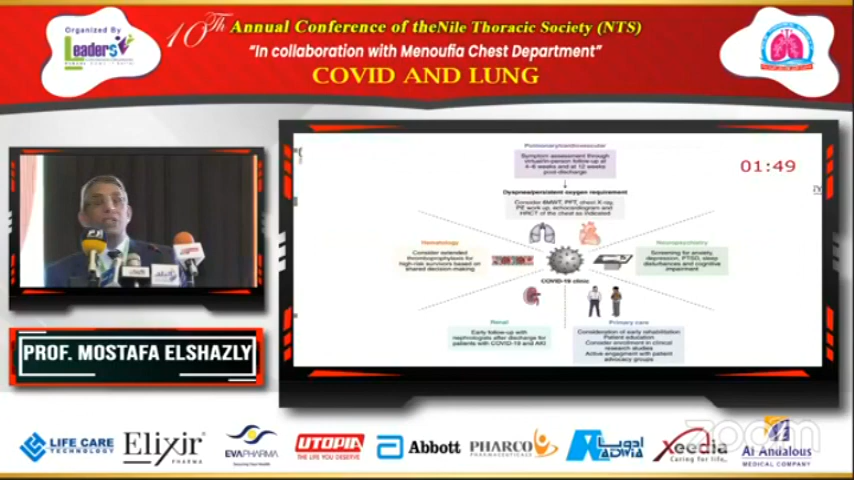 Organized By
Leaders
10Th Annual Conference of theNile Thoracic Society (NTS)
“In collaboration with Menoufia Chest Department”
COVID AND LUNG
01:49
Pulmonary/cardiovascular
Symptom assessment through
virtual/in-person follow-up at
4–6 weeks and at 12 weeks
post-discharge
Dyspnea/persistent oxygen requirement
Consider 6MWT, PFT, chest X-ray,
PE work up, echocardiogram and
HRCT of the chest as indicated
Hematology
Consider extended
thromboprophylaxis for
high-risk survivors based on
shared decision-making
Neuropsychiatry
Screening for anxiety,
depression, PTSD, sleep
disturbances and cognitive
impairment
COVID-19 clinic
Renal
Early follow-up with
nephrologists after discharge for
patients with COVID-19 and AKI
Primary care
Consideration of early rehabilitation
Patient education
Consider enrollment in clinical
research studies
Active engagment with patient
advocacy groups
PROF. MOSTAFA ELSHAZLY
LIFE CARE
TECHNOLOGY
Elixir
PHARMA
EVAPHARMA
UTOPIA
THE LIFE YOU DESERVE
Abbott
PHARCO
PHARMACEUTICALS
ADWIA
ادويا
Xeedia
Caring for life,
Al Andalous
MEDICAL COMPANY
zoom